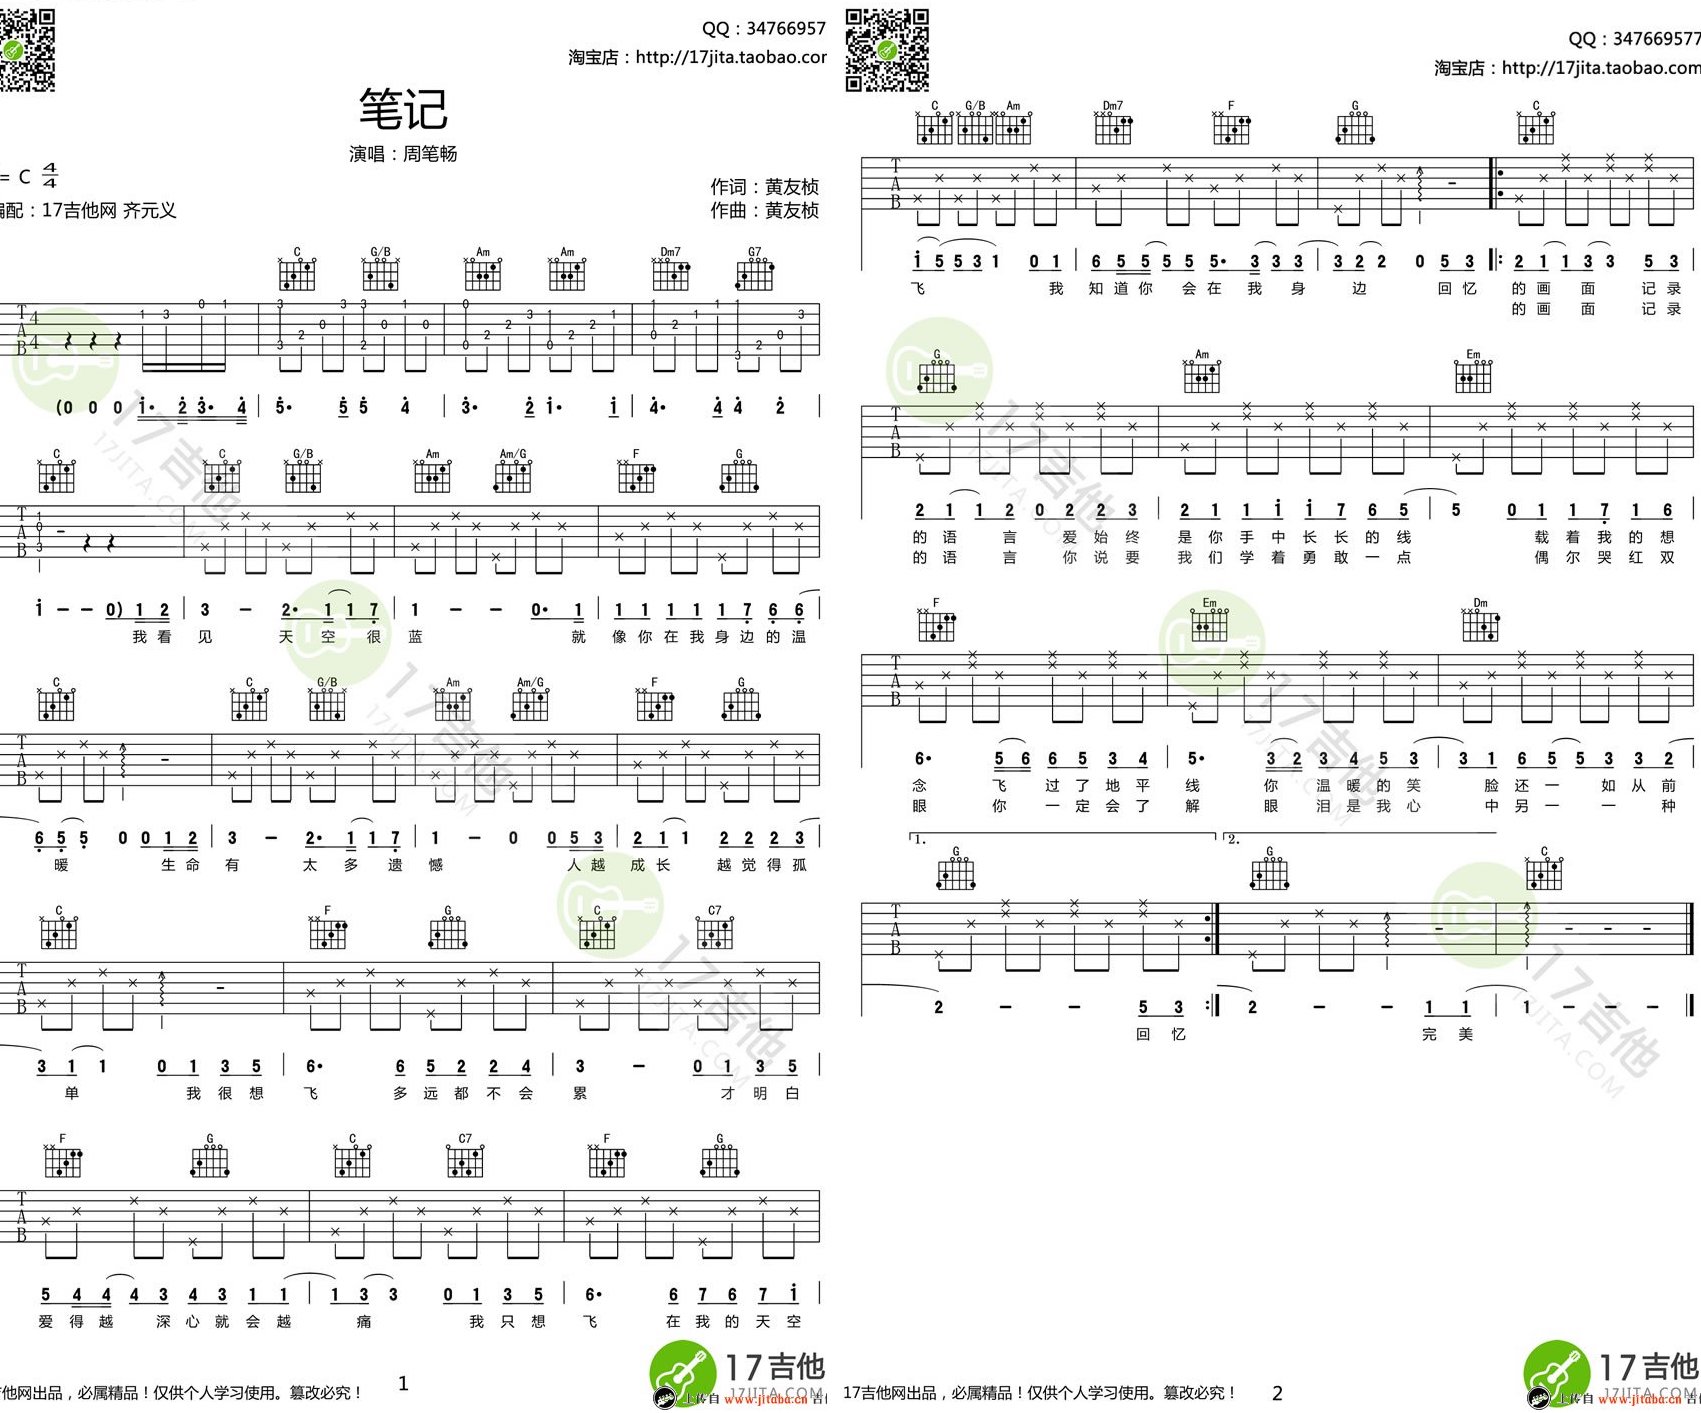 QQ：34766957
淘宝店：http://17jita.taobao.cor
笔记
演唱：周笔畅
= C 4/4
编配：17吉他网 齐元义
作词：黄友桢
作曲：黄友桢
C G/B Am Am Dm7 G7
(0 0 0 1· 2 3· 4 | 5· 5 5 4 | 3· 2 1· 1 | 4· 4 4 2 |
C C G/B Am Am/G F G
1 - - 0) 1 2 | 3 - 2· 1 1 7 | 1 - - 0· 1 | 1 1 1 1 1 7 6 6
我看 见 天空很 蓝 就 像你在我身边的温
C C G/B Am Am/G F G
6 5 5 0 0 1 2 | 3 - 2· 1 1 7 | 1 - 0 0 5 3 | 2 1 1 2 2 2 3
暖 生命 有 太多遗 憾 人越 成长 越觉得孤
C F G C C7
3 1 1 0 1 3 5 | 6· 6 5 2 2 4 | 3 - 0 1 3 5 |
单 我很想 飞 多远都不会 累 才明白
F G C C7 F G
5 4 4 4 3 4 3 1 1 | 1 3 3 0 1 3 5 | 6· 6 7 6 7 1 |
爱得越 深心就会越 痛 我只想 飞 在我的天空
吉他网出品，必属精品！仅供个人学习使用。篡改必究！
1
17吉他
17JITA.COM
上传自 www.jitaba.cn 吉他
QQ：347669577
淘宝店：http://17jita.taobao.com
C G/B Am Dm7 F G C
1 5 5 3 1 0 1 | 6 5 5 5 5 5· 3 3 3 | 3 2 2 0 5 3 |: 2 1 1 3 3 5 3
飞 我 知道你 会在我身 边 回忆 的画面 记录
的画面 记录
G Am Em
2 1 1 2 0 2 2 3 | 2 1 1 1 1 7 6 5 | 5 0 1 1 7 1 6
的语言 爱始终 是你手中长长的线 载着我的想
的语言 你说要 我们学着勇敢一点 偶尔哭红双
F Em Dm
6· 5 6 6 5 3 4 | 5· 3 2 3 4 5 3 | 3 1 6 5 5 3 3 2
念 飞过了地平 线 你温暖的笑 脸还一如从前
眼 你一定会了 解 眼泪是我心 中另一一种
1. 2.
G G C
2 - - 5 3 :| 2 - - 1 1 | 1 - - -
回忆 完美
17吉他网出品，必属精品！仅供个人学习使用。篡改必究！
2
17吉他
17JITA.COM
上传自 www.jitaba.cn 吉